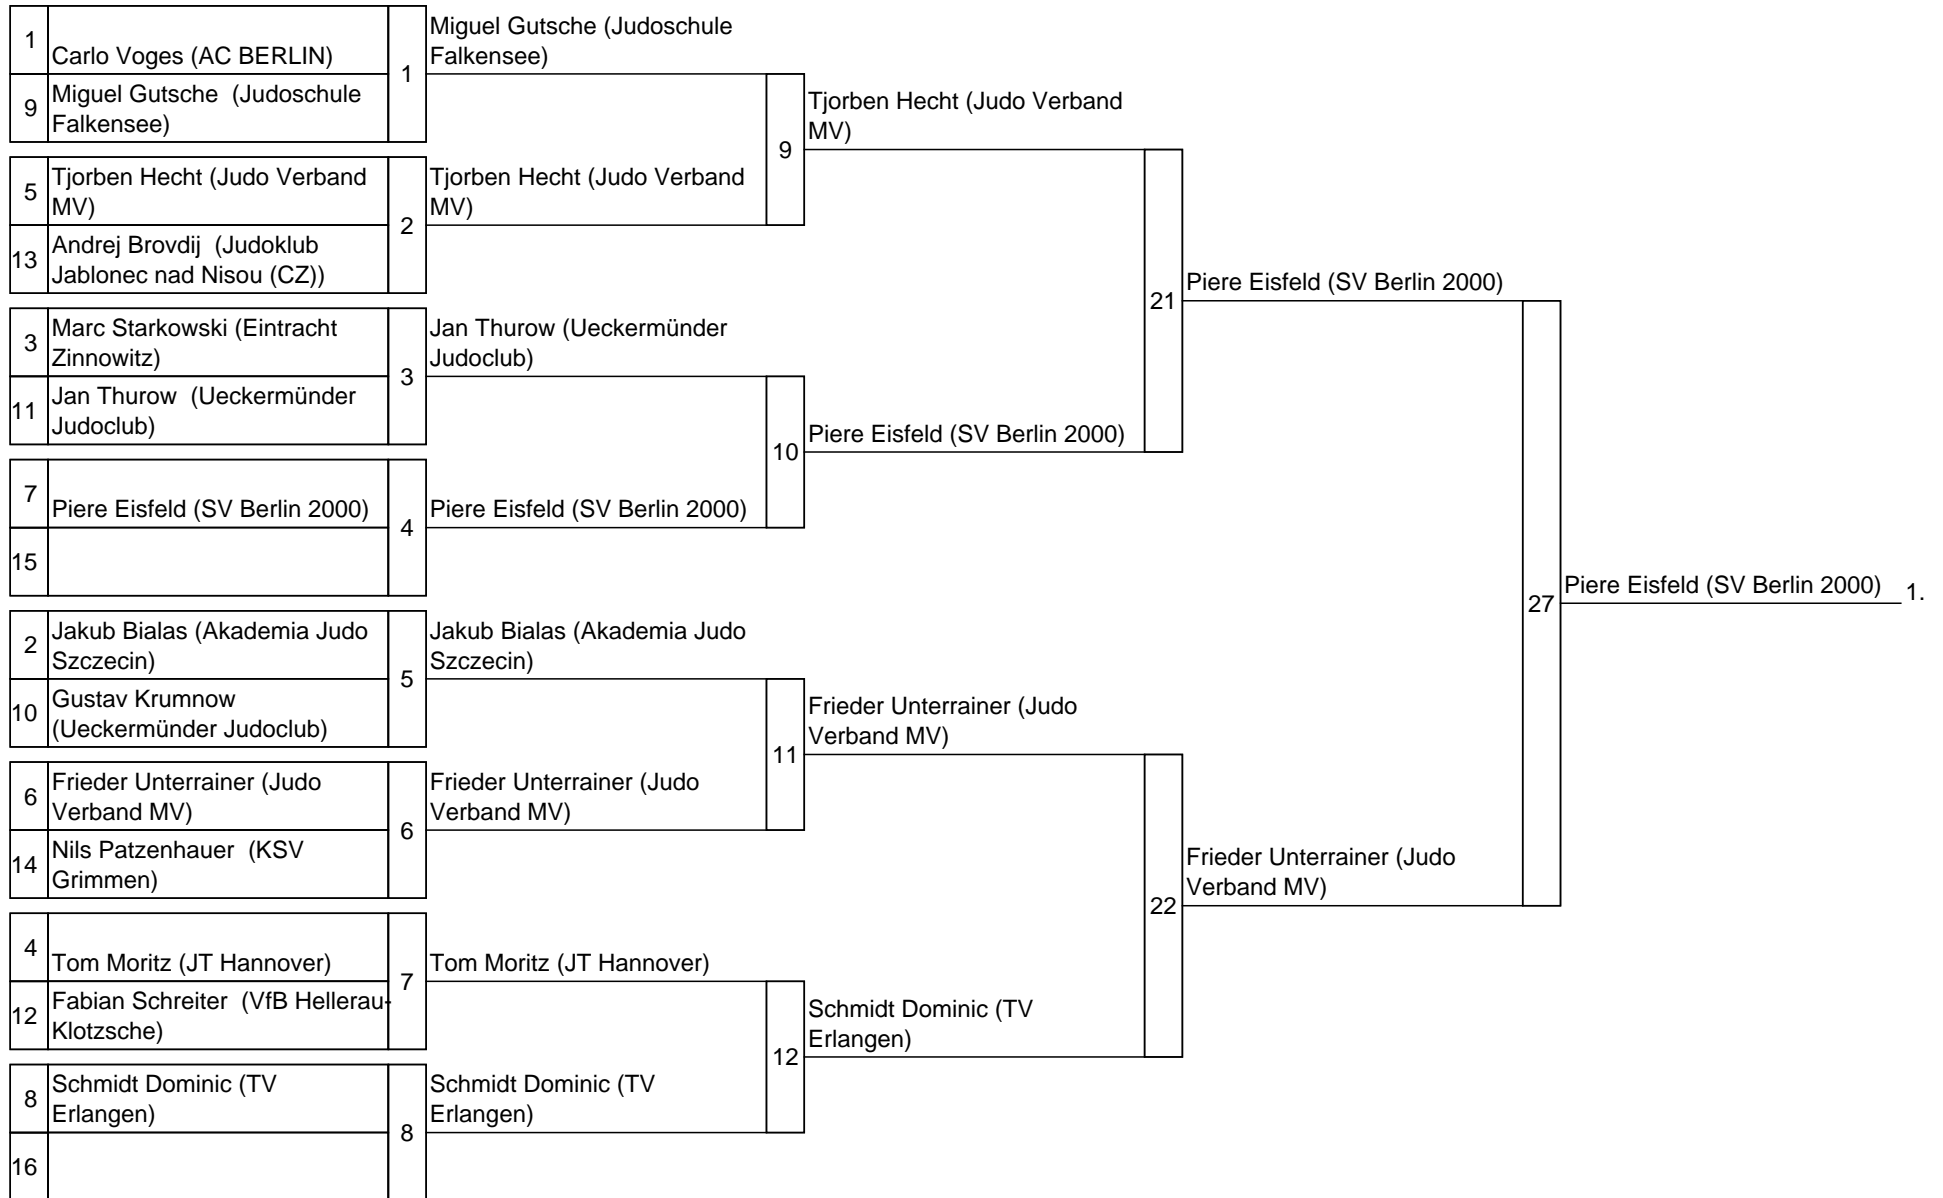 1
Carlo Voges (AC BERLIN)
9
Miguel Gutsche  (Judoschule
Falkensee)
1
Miguel Gutsche (Judoschule
Falkensee)
5
Tjorben Hecht (Judo Verband
MV)
13
Andrej Brovdij  (Judoklub
Jablonec nad Nisou (CZ))
2
Tjorben Hecht (Judo Verband
MV)
9
Tjorben Hecht (Judo Verband
MV)
3
Marc Starkowski (Eintracht
Zinnowitz)
11
Jan Thurow  (Ueckermünder
Judoclub)
3
Jan Thurow (Ueckermünder
Judoclub)
7
Piere Eisfeld (SV Berlin 2000)
15
4
Piere Eisfeld (SV Berlin 2000)
10
Piere Eisfeld (SV Berlin 2000)
21
Piere Eisfeld (SV Berlin 2000)
2
Jakub Bialas (Akademia Judo
Szczecin)
10
Gustav Krumnow
(Ueckermünder Judoclub)
5
Jakub Bialas (Akademia Judo
Szczecin)
6
Frieder Unterrainer (Judo
Verband MV)
14
Nils Patzenhauer  (KSV
Grimmen)
6
Frieder Unterrainer (Judo
Verband MV)
11
Frieder Unterrainer (Judo
Verband MV)
4
Tom Moritz (JT Hannover)
12
Fabian Schreiter  (VfB Hellerau-
Klotzsche)
7
Tom Moritz (JT Hannover)
8
Schmidt Dominic (TV
Erlangen)
16
8
Schmidt Dominic (TV
Erlangen)
12
Schmidt Dominic (TV
Erlangen)
22
Frieder Unterrainer (Judo
Verband MV)
27
Piere Eisfeld (SV Berlin 2000)
1.